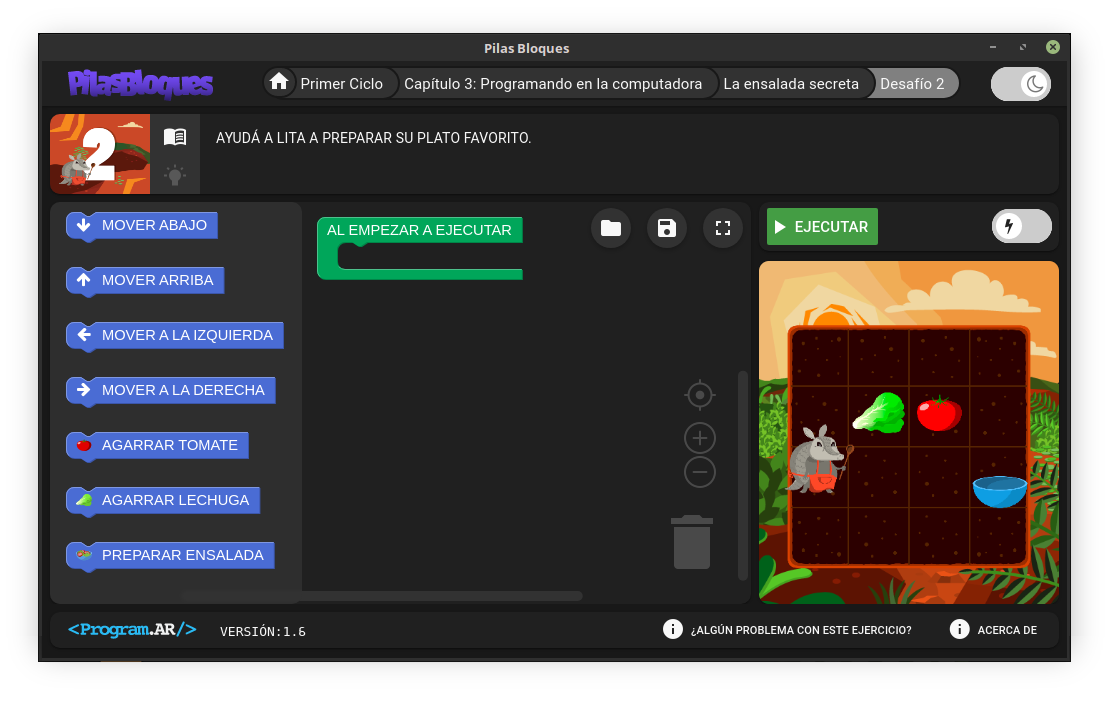 Pilas Bloques
PilasBloques
Primer Ciclo
Capítulo 3: Programando en la computadora
La ensalada secreta
Desafío 2
2
AYUDÁ A LITA A PREPARAR SU PLATO FAVORITO.
MOVER ABAJO
MOVER ARRIBA
MOVER A LA IZQUIERDA
MOVER A LA DERECHA
AGARRAR TOMATE
AGARRAR LECHUGA
PREPARAR ENSALADA
AL EMPEZAR A EJECUTAR
EJECUTAR
<Program.AR/>
VERSIÓN:1.6
¿ALGÚN PROBLEMA CON ESTE EJERCICIO?
ACERCA DE